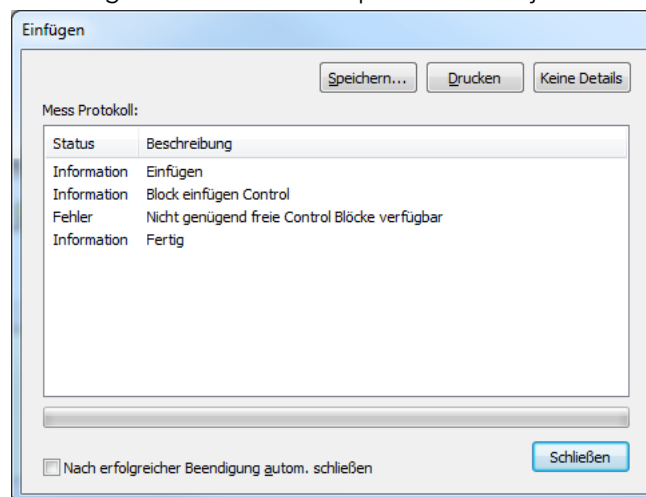 Einfügen
Speichern... Drucken Keine Details
Mess Protokoll:
Status Beschreibung
Information Einfügen
Information Block einfügen Control
Fehler Nicht genügend freie Control Blöcke verfügbar
Information Fertig
Nach erfolgreicher Beendigung autom. schließen
Schließen